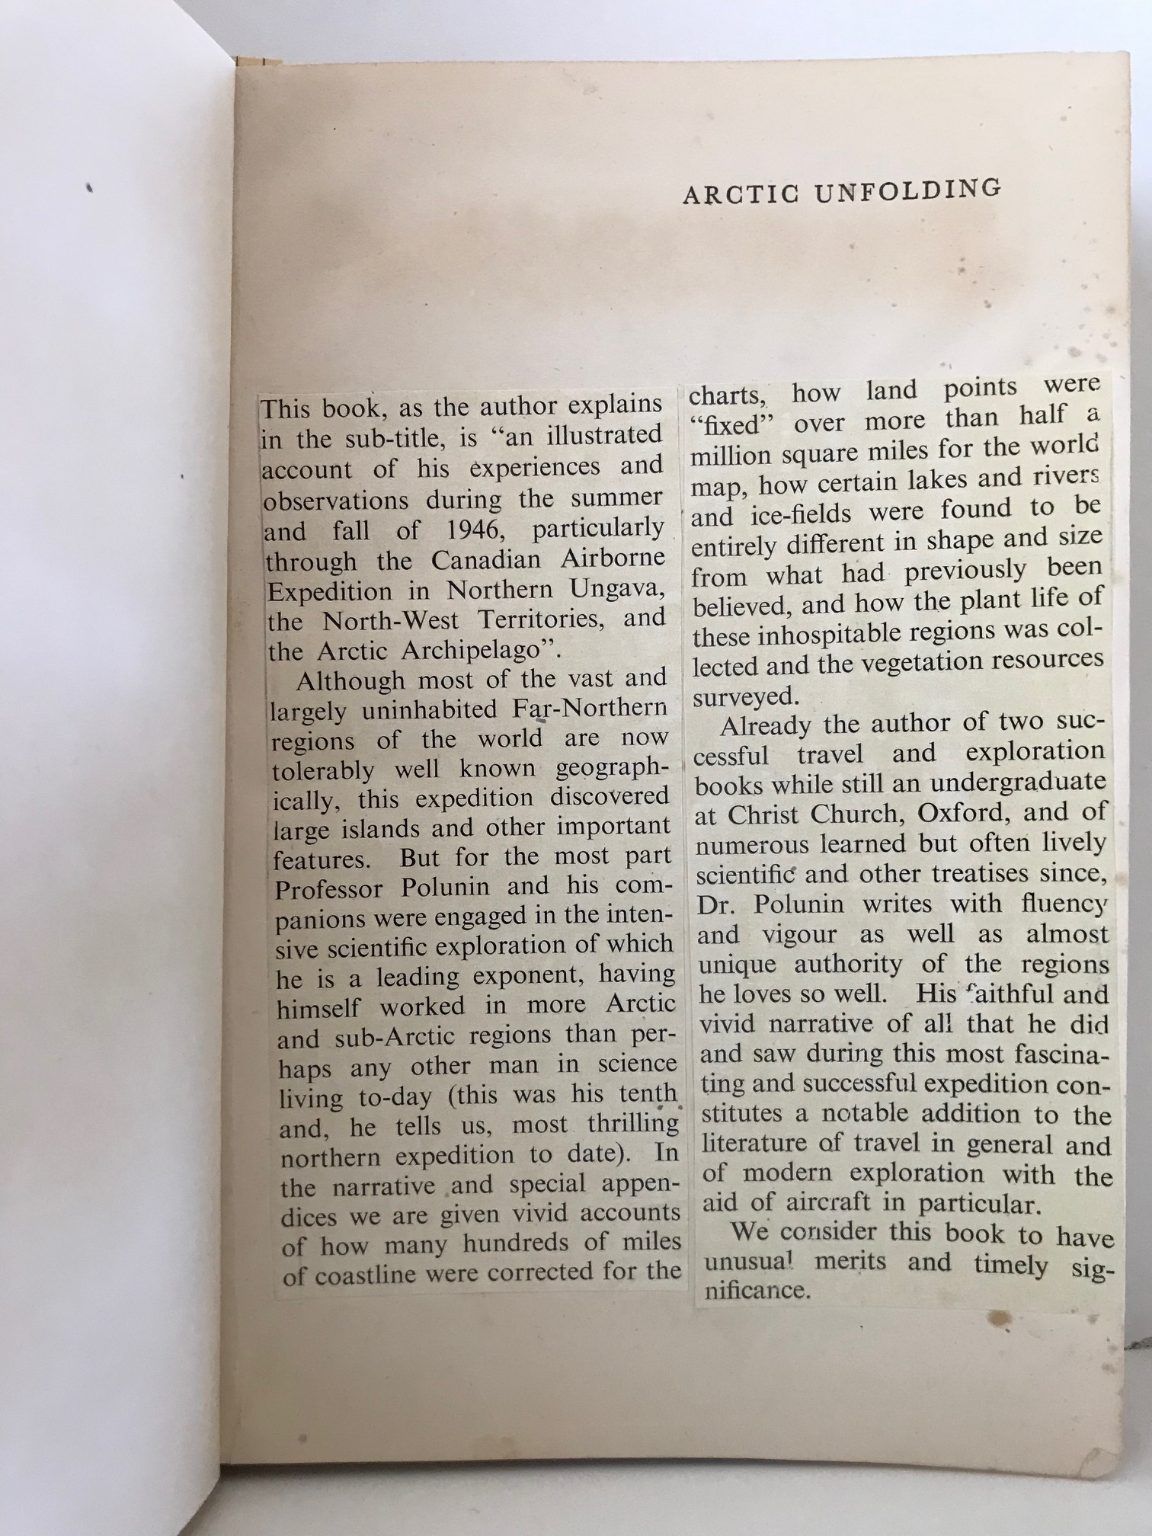 ARCTIC UNFOLDING
This book, as the author explains
in the sub-title, is “an illustrated
account of his experiences and
observations during the summer
and fall of 1946, particularly
through the Canadian Airborne
Expedition in Northern Ungava,
the North-West Territories, and
the Arctic Archipelago”.
Although most of the vast and
largely uninhabited Far-Northern
regions of the world are now
tolerably well known geograph-
ically, this expedition discovered
large islands and other important
features. But for the most part
Professor Polunin and his com-
panions were engaged in the inten-
sive scientific exploration of which
he is a leading exponent, having
himself worked in more Arctic
and sub-Arctic regions than per-
haps any other man in science
living to-day (this was his tenth
and, he tells us, most thrilling
northern expedition to date). In
the narrative and special appen-
dices we are given vivid accounts
of how many hundreds of miles
of coastline were corrected for the
charts, how land points were
“fixed” over more than half a
million square miles for the world
map, how certain lakes and rivers
and ice-fields were found to be
entirely different in shape and size
from what had previously been
believed, and how the plant life of
these inhospitable regions was col-
lected and the vegetation resources
surveyed.
Already the author of two suc-
cessful travel and exploration
books while still an undergraduate
at Christ Church, Oxford, and of
numerous learned but often lively
scientific and other treatises since,
Dr. Polunin writes with fluency
and vigour as well as almost
unique authority of the regions
he loves so well. His faithful and
vivid narrative of all that he did
and saw during this most fascina-
ting and successful expedition con-
stitutes a notable addition to the
literature of travel in general and
of modern exploration with the
aid of aircraft in particular.
We consider this book to have
unusual merits and timely sig-
nificance.